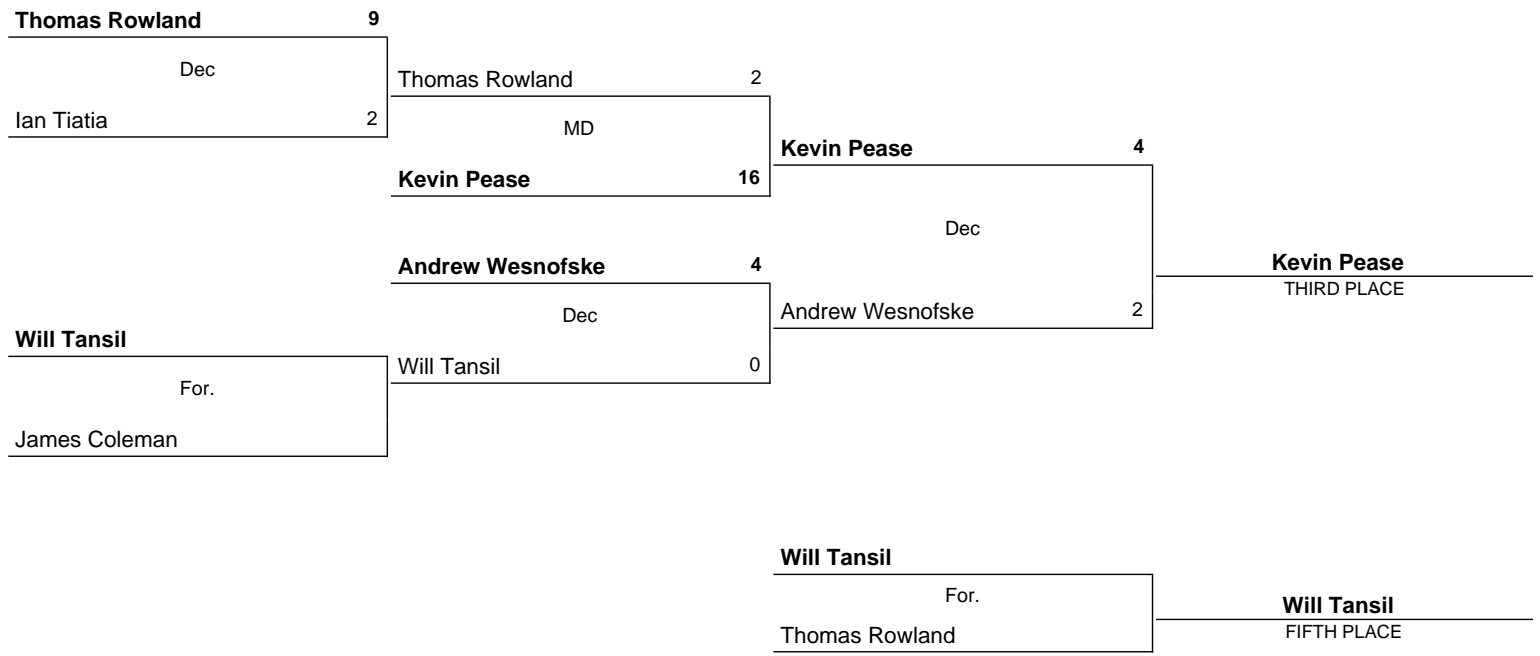 Thomas Rowland 9
Dec
Ian Tiatia 2
Thomas Rowland 2
MD
Kevin Pease 16
Kevin Pease 4
Dec
Andrew Wesnofske 2
Andrew Wesnofske 4
Dec
Will Tansil 0
Will Tansil
For.
James Coleman
Kevin Pease
THIRD PLACE
Will Tansil
For.
Thomas Rowland
Will Tansil
FIFTH PLACE